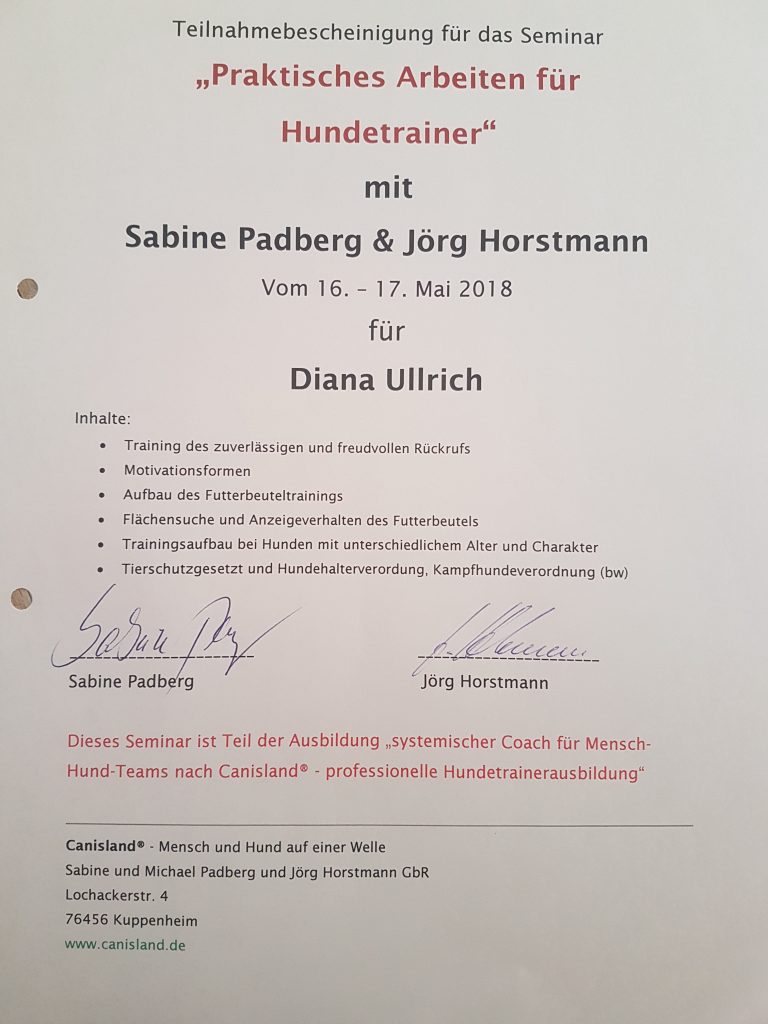 Teilnahmebescheinigung für das Seminar
„Praktisches Arbeiten für
Hundetrainer“
mit
Sabine Padberg & Jörg Horstmann
Vom 16. – 17. Mai 2018
für
Diana Ullrich
Inhalte:
• Training des zuverlässigen und freudvollen Rückrufs
• Motivationsformen
• Aufbau des Futterbeuteltrainings
• Flächensuche und Anzeigeverhalten des Futterbeutels
• Trainingsaufbau bei Hunden mit unterschiedlichem Alter und Charakter
• Tierschutzgesetzt und Hundehalterverordung, Kampfhundeverordnung (bw)
Sabine Padberg Jörg Horstmann
Dieses Seminar ist Teil der Ausbildung „systemischer Coach für Mensch-
Hund-Teams nach Canisland® - professionelle Hundetrainerausbildung“
Canisland® - Mensch und Hund auf einer Welle
Sabine und Michael Padberg und Jörg Horstmann GbR
Lochackerstr. 4
76456 Kuppenheim
www.canisland.de